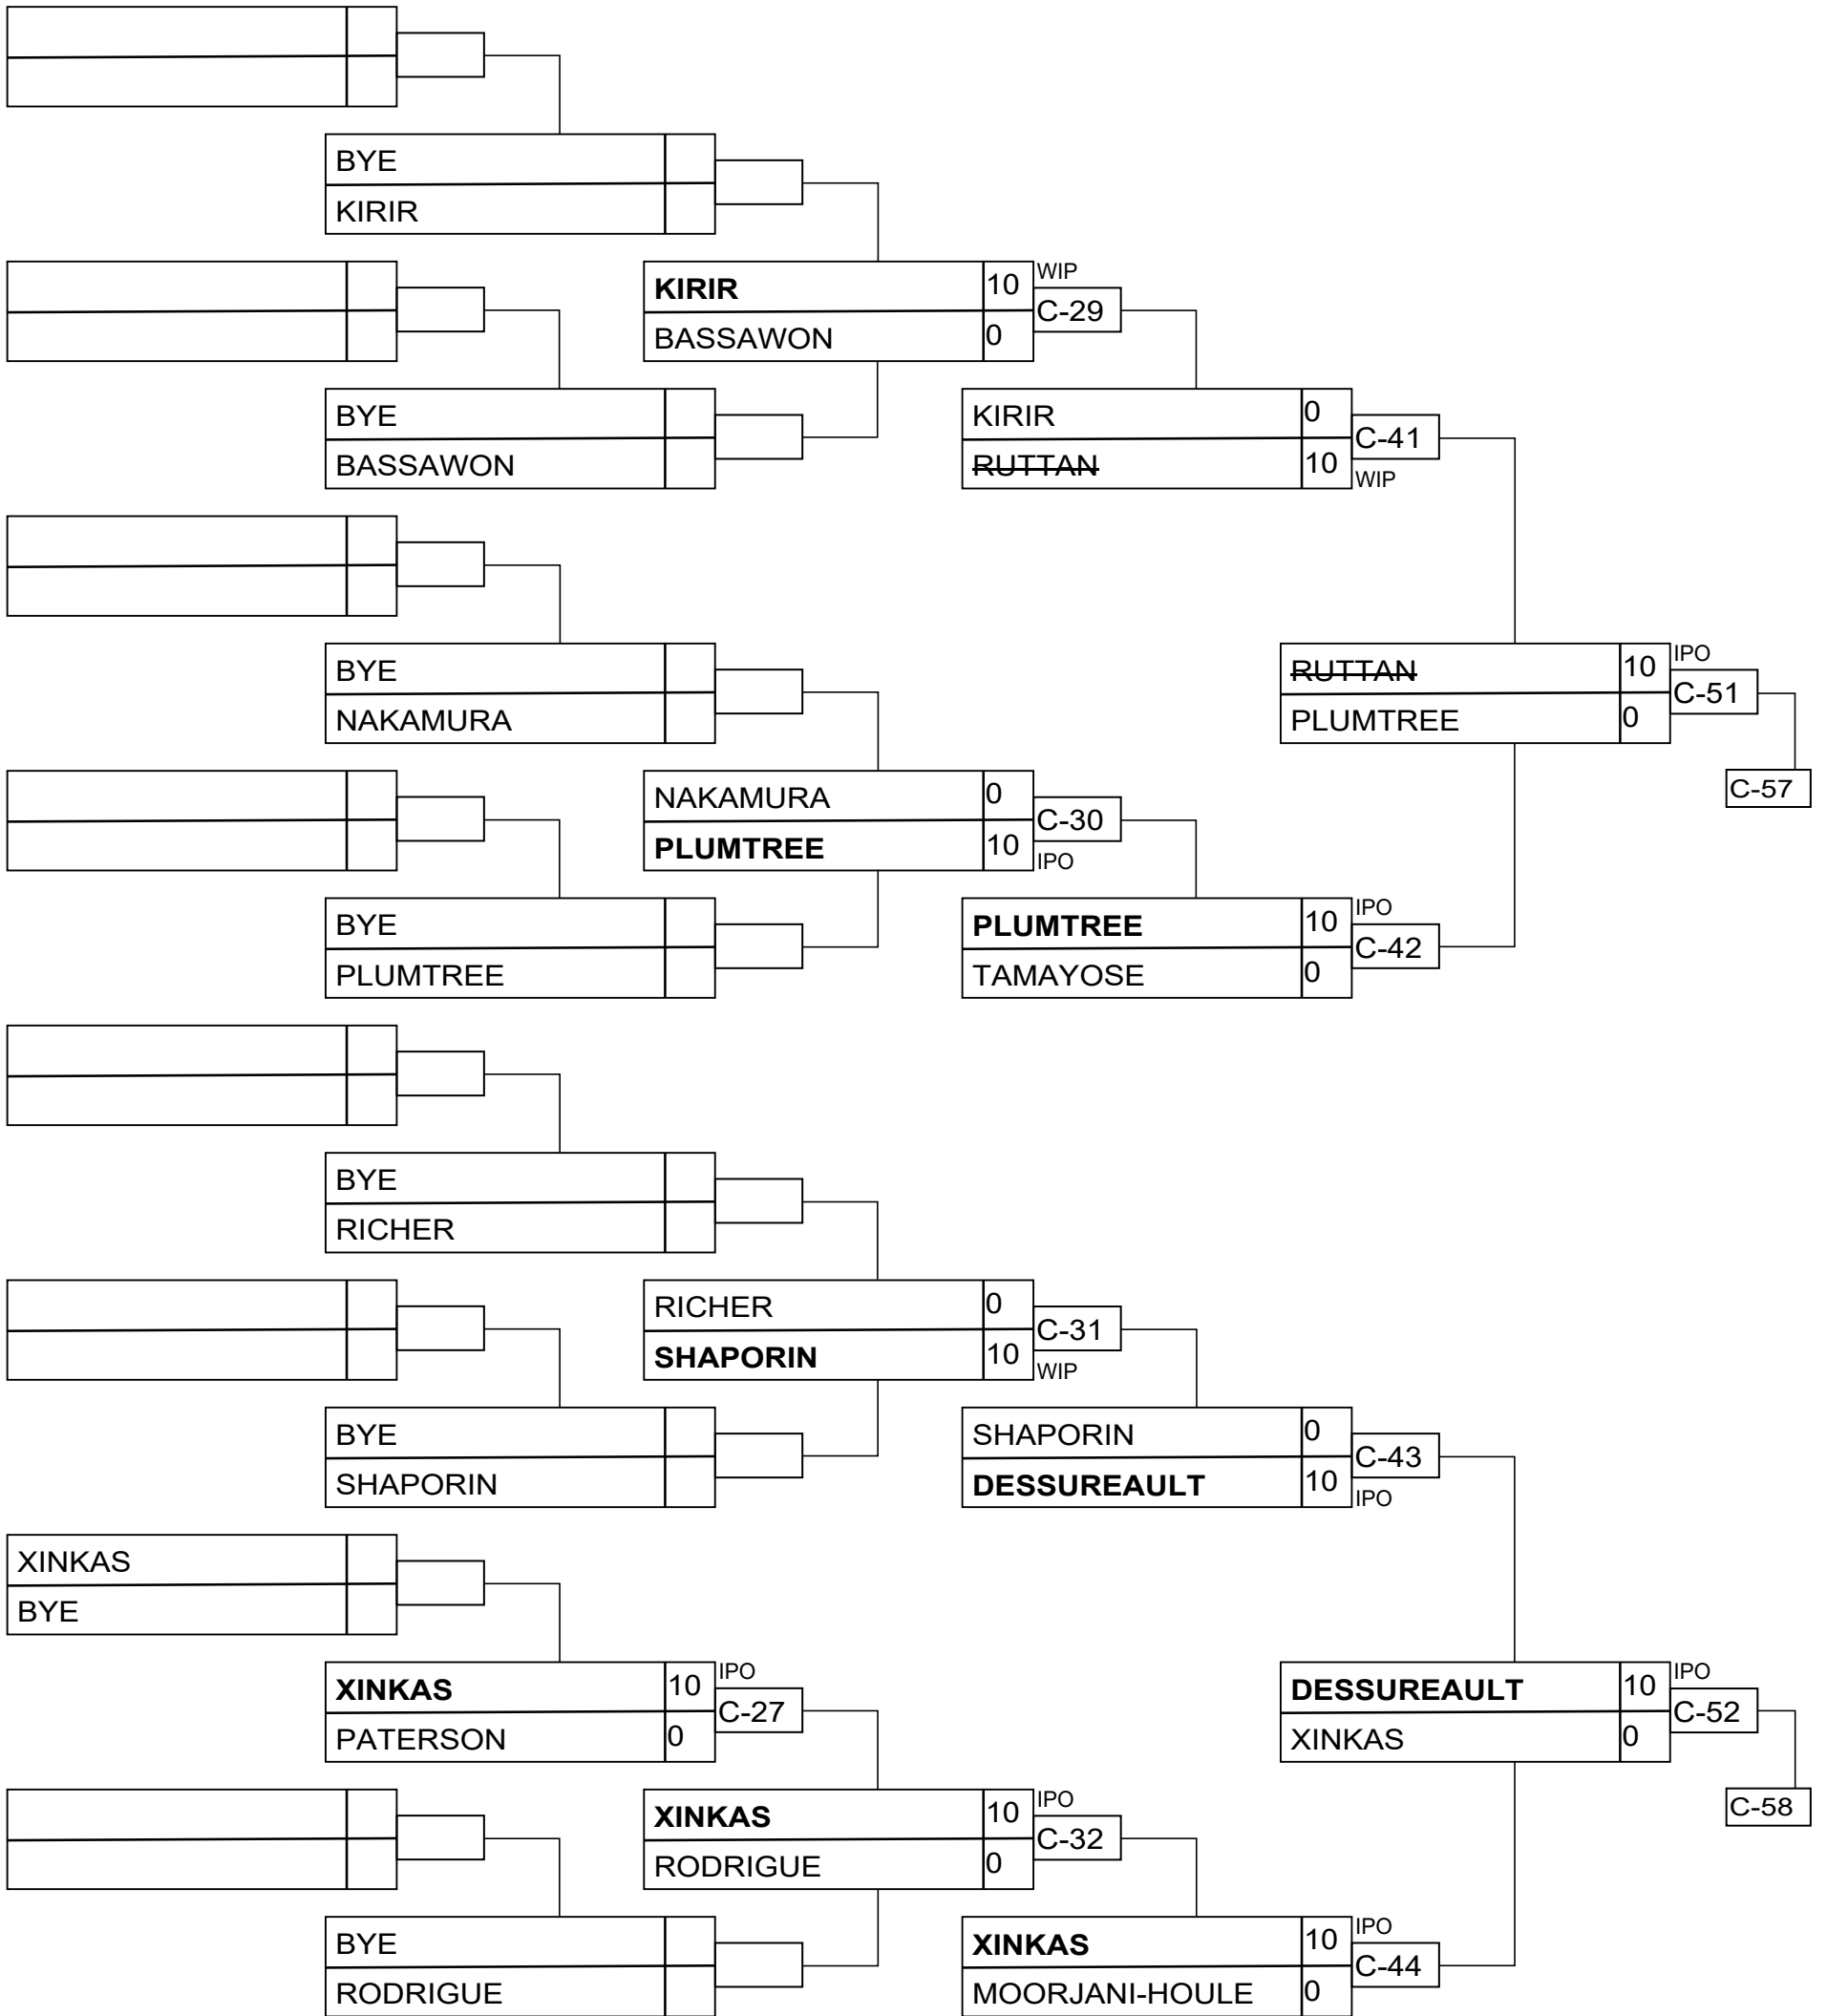 BYE
KIRIR
KIRIR 10 WIP
C-29
BASSAWON 0
BYE
BASSAWON
KIRIR 0
C-41
RUTTAN 10 WIP
BYE
NAKAMURA
RUTTAN 10 IPO
C-51
PLUMTREE 0
C-57
NAKAMURA 0
C-30
PLUMTREE 10 IPO
BYE
PLUMTREE
PLUMTREE 10 IPO
C-42
TAMAYOSE 0
BYE
RICHER
RICHER 0
C-31
SHAPORIN 10 WIP
BYE
SHAPORIN
SHAPORIN 0
C-43
DESSUREAULT 10 IPO
XINKAS
BYE
XINKAS 10 IPO
C-27
PATERSON 0
DESSUREAULT 10 IPO
C-52
XINKAS 0
C-58
XINKAS 10 IPO
C-32
RODRIGUE 0
BYE
RODRIGUE
XINKAS 10 IPO
C-44
MOORJANI-HOULE 0